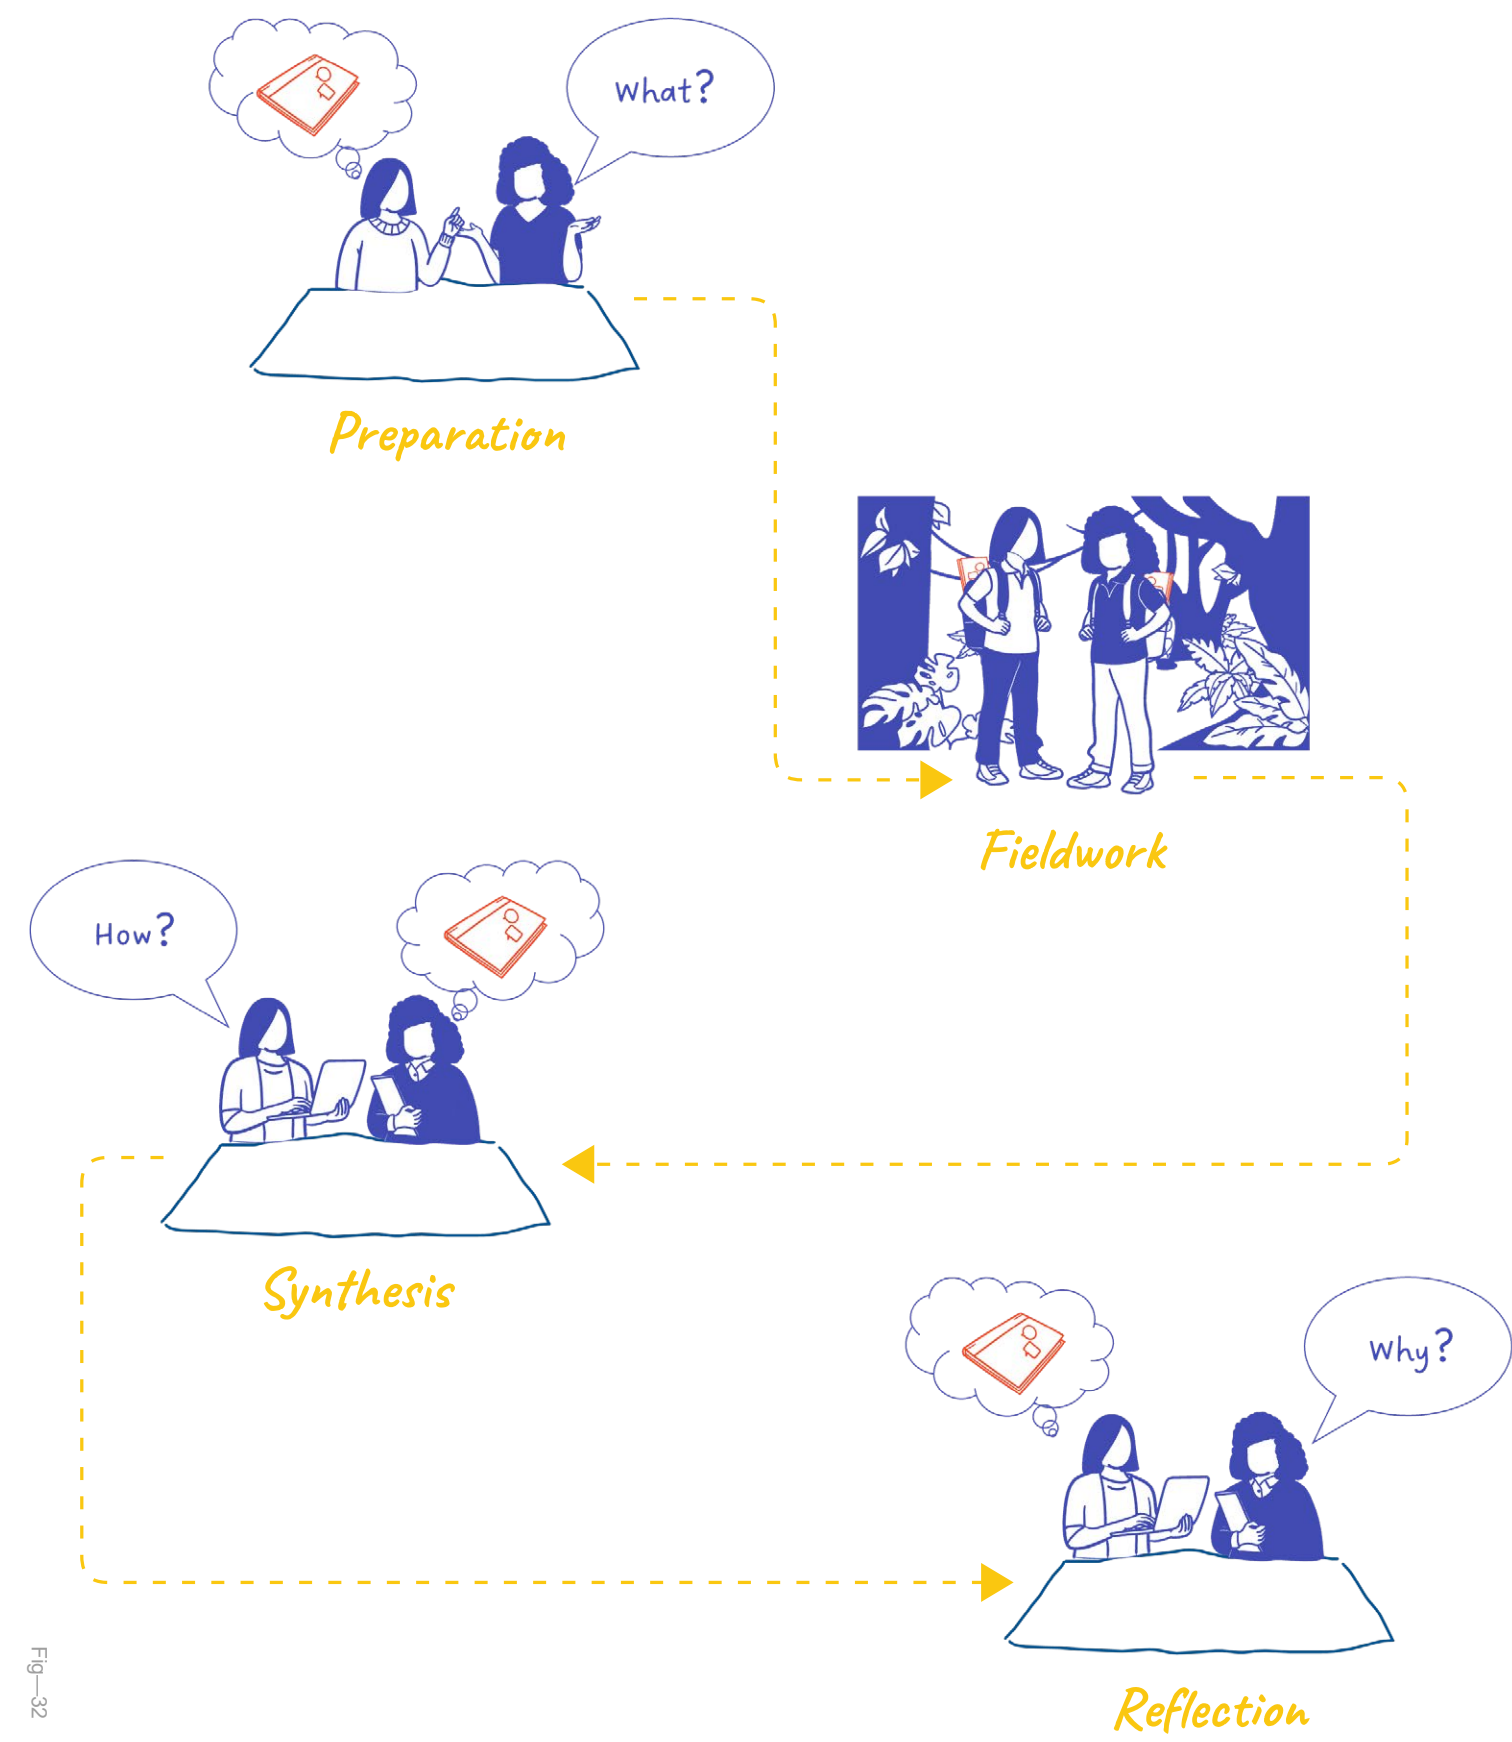 What?
Preparation
Fieldwork
How?
Synthesis
Why?
Reflection
Fig—32